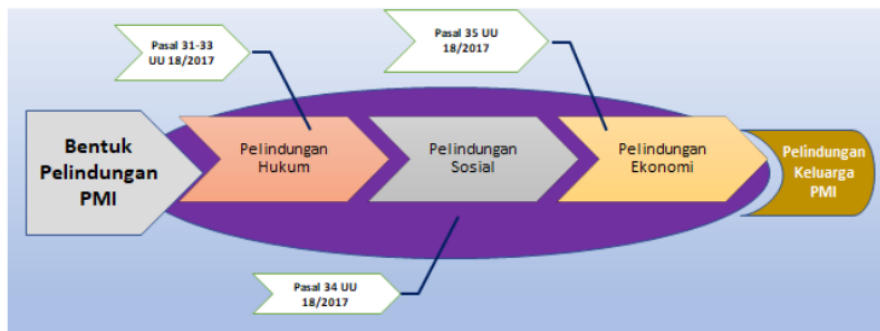 Pasal 31-33
UU 18/2017
Pasal 35 UU
18/2017
Bentuk
Pelindungan
PMI
Pelindungan
Hukum
Pelindungan
Sosial
Pelindungan
Ekonomi
Pelindungan
Keluarga
PMI
Pasal 34 UU
18/2017